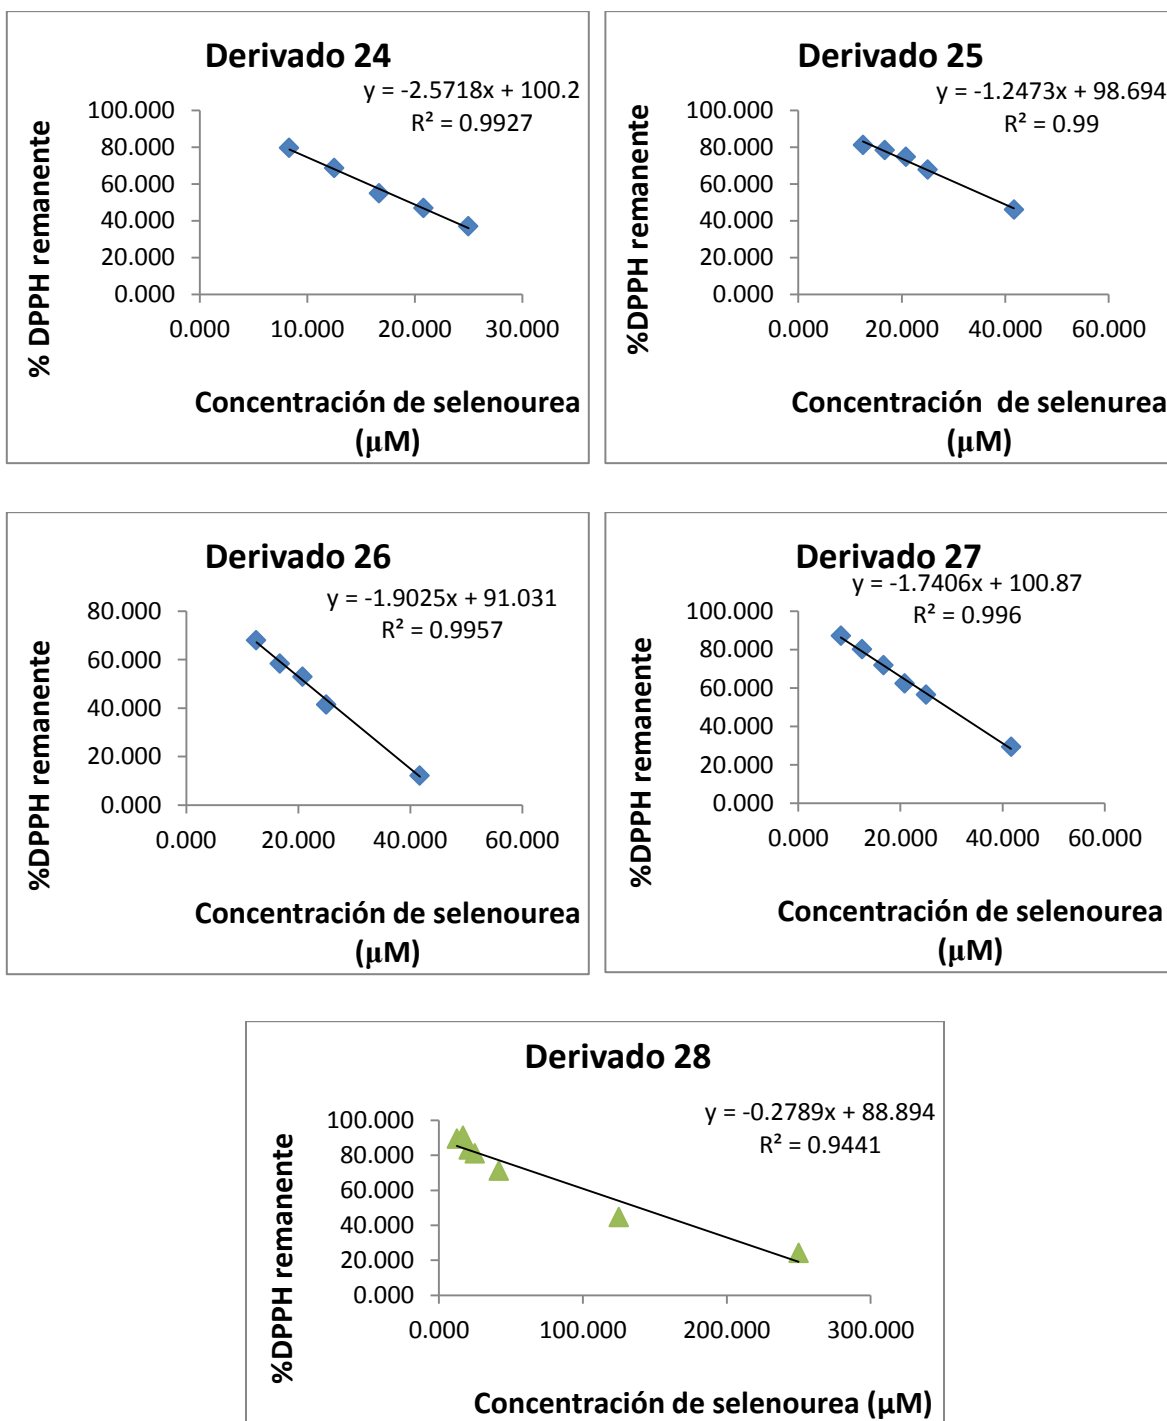 Derivado 24
y = -2.5718x + 100.2
R² = 0.9927
% DPPH remanente
100.000
80.000
60.000
40.000
20.000
0.000
0.000 10.000 20.000 30.000
Concentración de selenourea
(µM)
Derivado 25
y = -1.2473x + 98.694
R² = 0.99
%DPPH remanente
100.000
80.000
60.000
40.000
20.000
0.000
0.000 20.000 40.000 60.000
Concentración de selenurea
(µM)
Derivado 26
y = -1.9025x + 91.031
R² = 0.9957
%DPPH remanente
80.000
60.000
40.000
20.000
0.000
0.000 20.000 40.000 60.000
Concentración de selenourea
(µM)
Derivado 27
y = -1.7406x + 100.87
R² = 0.996
%DPPH remanente
100.000
80.000
60.000
40.000
20.000
0.000
0.000 20.000 40.000 60.000
Concentración de selenourea
(µM)
Derivado 28
y = -0.2789x + 88.894
R² = 0.9441
%DPPH remanente
100.000
80.000
60.000
40.000
20.000
0.000
0.000 100.000 200.000 300.000
Concentración de selenourea (µM)